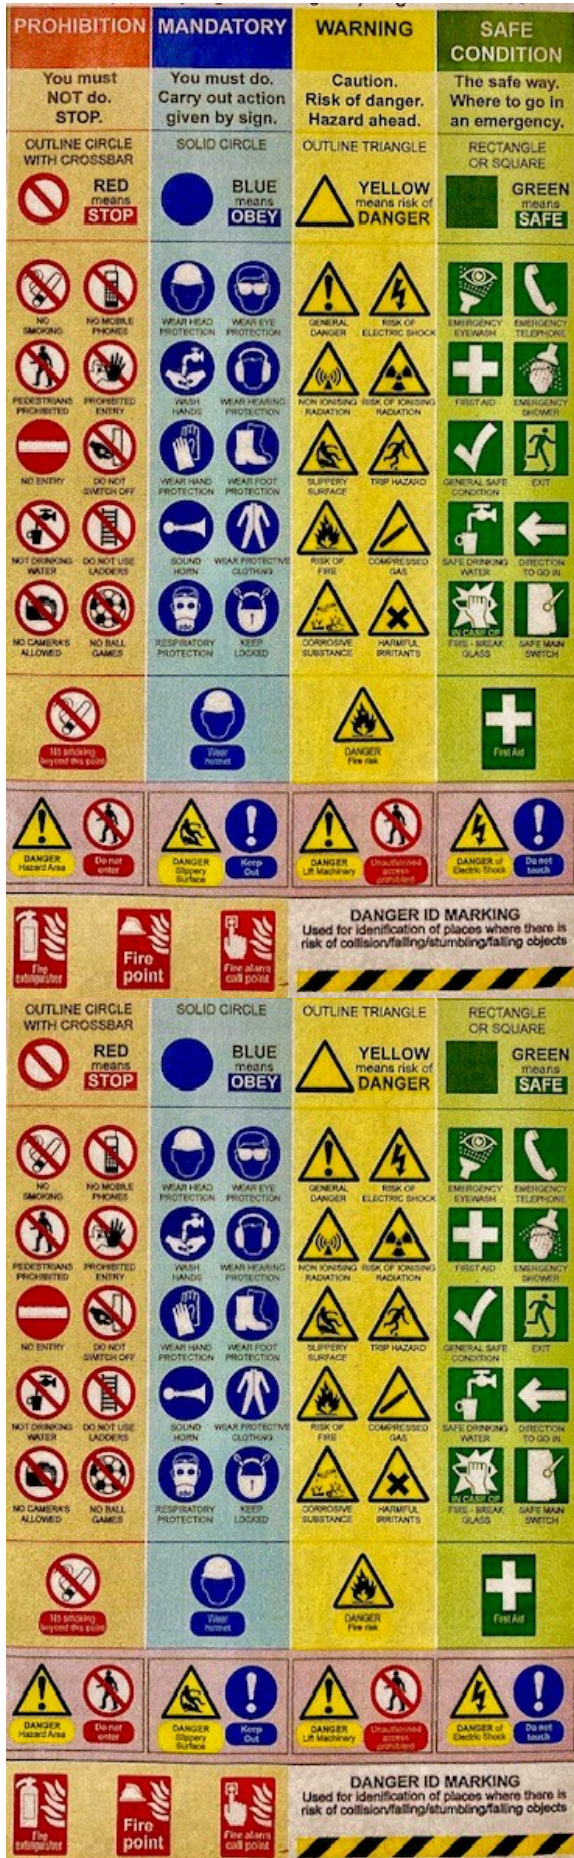 PROHIBITION
MANDATORY
WARNING
SAFE
CONDITION
You must
NOT do.
STOP.
You must do.
Carry out action
given by sign.
Caution.
Risk of danger.
Hazard ahead.
The safe way.
Where to go in
an emergency.
OUTLINE CIRCLE
WITH CROSSBAR
SOLID CIRCLE
OUTLINE TRIANGLE
RECTANGLE
OR SQUARE
RED
means
STOP
BLUE
means
OBEY
YELLOW
means risk of
DANGER
GREEN
means
SAFE
NO
SMOKING
NO MOBILE
PHONES
WEAR HEAD
PROTECTION
WEAR EYE
PROTECTION
GENERAL
DANGER
RISK OF
ELECTRIC SHOCK
EMERGENCY
EYEWASH
EMERGENCY
TELEPHONE
PEDESTRIANS
PROHIBITED
PROHIBITED
ENTRY
WASH
HANDS
WEAR HEARING
PROTECTION
NON IONISING
RADIATION
RISK OF IONISING
RADIATION
FIRST AID
EMERGENCY
SHOWER
NO ENTRY
DO NOT
SWITCH OFF
WEAR HAND
PROTECTION
WEAR FOOT
PROTECTION
SLIPPERY
SURFACE
TRIP HAZARD
GENERAL SAFE
CONDITION
EXIT
NOT DRINKING
WATER
DO NOT USE
LADDERS
SOUND
HORN
WEAR PROTECTIVE
CLOTHING
RISK OF
FIRE
COMPRESSED
GAS
SAFE DRINKING
WATER
DIRECTION
TO GO IN
NO CAMERA'S
ALLOWED
NO BALL
GAMES
RESPIRATORY
PROTECTION
KEEP
LOCKED
CORROSIVE
SUBSTANCE
HARMFUL
IRRITANTS
IN CASE OF
FIRE - BREAK
GLASS
SAFE MAIN
SWITCH
No smoking
beyond this point
Wear
helmet
DANGER
Fire risk
First Aid
DANGER
Hazard Area
Do not
enter
DANGER
Slippery
Surface
Keep
Out
DANGER
Lift Machinery
Unauthorised
access
prohibited
DANGER of
Electric Shock
Do not
touch
Fire
extinguisher
Fire
point
Fire alarm
call point
DANGER ID MARKING
Used for idenification of places where there is
risk of collision/falling/stumbling/falling objects
OUTLINE CIRCLE
WITH CROSSBAR
SOLID CIRCLE
OUTLINE TRIANGLE
RECTANGLE
OR SQUARE
RED
means
STOP
BLUE
means
OBEY
YELLOW
means risk of
DANGER
GREEN
means
SAFE
NO
SMOKING
NO MOBILE
PHONES
WEAR HEAD
PROTECTION
WEAR EYE
PROTECTION
GENERAL
DANGER
RISK OF
ELECTRIC SHOCK
EMERGENCY
EYEWASH
EMERGENCY
TELEPHONE
PEDESTRIANS
PROHIBITED
PROHIBITED
ENTRY
WASH
HANDS
WEAR HEARING
PROTECTION
NON IONISING
RADIATION
RISK OF IONISING
RADIATION
FIRST AID
EMERGENCY
SHOWER
NO ENTRY
DO NOT
SWITCH OFF
WEAR HAND
PROTECTION
WEAR FOOT
PROTECTION
SLIPPERY
SURFACE
TRIP HAZARD
GENERAL SAFE
CONDITION
EXIT
NOT DRINKING
WATER
DO NOT USE
LADDERS
SOUND
HORN
WEAR PROTECTIVE
CLOTHING
RISK OF
FIRE
COMPRESSED
GAS
SAFE DRINKING
WATER
DIRECTION
TO GO IN
NO CAMERA'S
ALLOWED
NO BALL
GAMES
RESPIRATORY
PROTECTION
KEEP
LOCKED
CORROSIVE
SUBSTANCE
HARMFUL
IRRITANTS
IN CASE OF
FIRE - BREAK
GLASS
SAFE MAIN
SWITCH
No smoking
beyond this point
Wear
helmet
DANGER
Fire risk
First Aid
DANGER
Hazard Area
Do not
enter
DANGER
Slippery
Surface
Keep
Out
DANGER
Lift Machinery
Unauthorised
access
prohibited
DANGER of
Electric Shock
Do not
touch
Fire
extinguisher
Fire
point
Fire alarm
call point
DANGER ID MARKING
Used for idenification of places where there is
risk of collision/falling/stumbling/falling objects